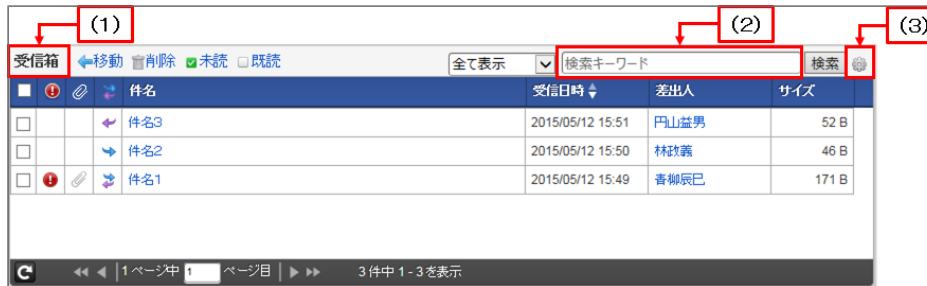 (1) (2) (3)
受信箱 移動 削除 未読 既読 全て表示 検索キーワード 検索
件名 受信日時 差出人 サイズ
件名3 2015/05/12 15:51 円山益男 52 B
件名2 2015/05/12 15:50 林政義 46 B
件名1 2015/05/12 15:49 青柳辰巳 171 B
1 ページ中 1 ページ目 3 件中 1 - 3 を表示